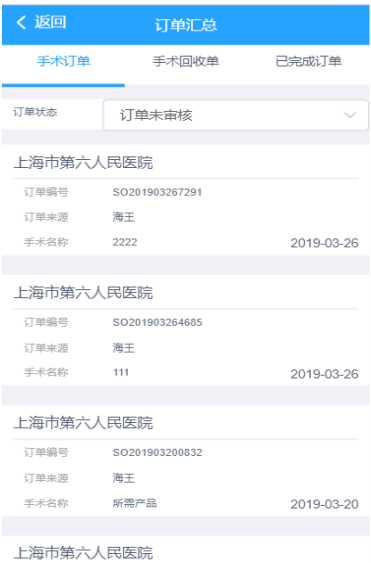 返回 订单汇总
手术订单 手术回收单 已完成订单
订单状态 订单未审核
上海市第六人民医院
订单编号 SO201903267291
订单来源 海王
手术名称 2222 2019-03-26
上海市第六人民医院
订单编号 SO201903264685
订单来源 海王
手术名称 111 2019-03-26
上海市第六人民医院
订单编号 SO201903200832
订单来源 海王
手术名称 所需产品 2019-03-20
上海市第六人民医院